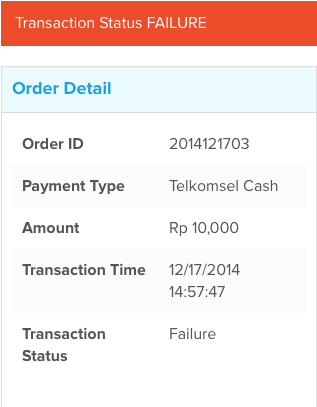 Transaction Status FAILURE
Order Detail
Order ID 2014121703
Payment Type Telkomsel Cash
Amount Rp 10,000
Transaction Time 12/17/2014
14:57:47
Transaction Failure
Status